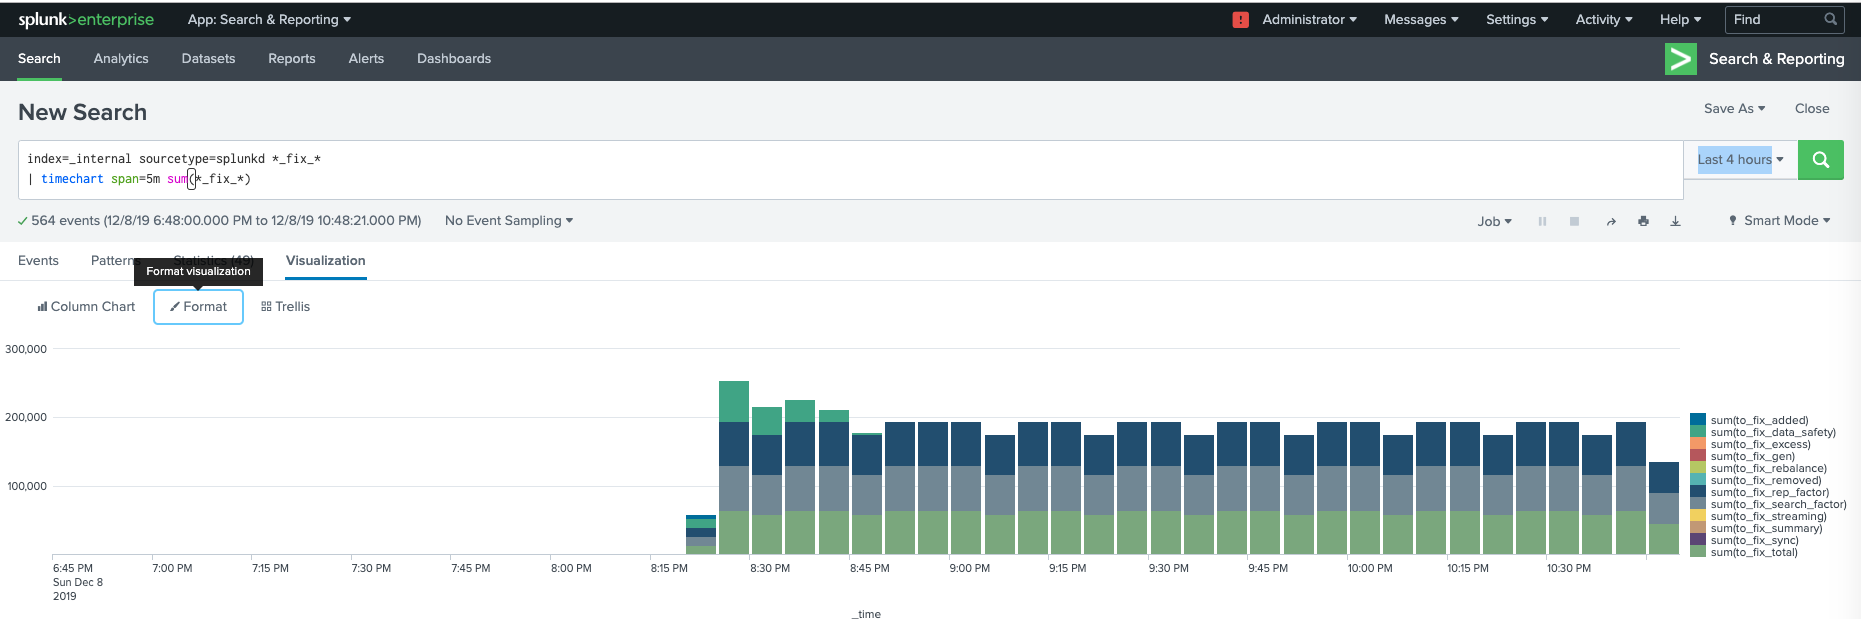 splunk>enterprise App: Search & Reporting ! Administrator Messages Settings Activity Help Find
Search Analytics Datasets Reports Alerts Dashboards Search & Reporting
New Search Save As Close
index=_internal sourcetype=splunkd *_fix_*
| timechart span=5m sum(*_fix_*)
Last 4 hours
564 events (12/8/19 6:48:00.000 PM to 12/8/19 10:48:21.000 PM) No Event Sampling Job Smart Mode
Events Patterns Statistics (49) Visualization
Format visualization
Column Chart Format Trellis
300,000
200,000
100,000
sum(to_fix_added)
sum(to_fix_data_safety)
sum(to_fix_excess)
sum(to_fix_gen)
sum(to_fix_rebalance)
sum(to_fix_removed)
sum(to_fix_rep_factor)
sum(to_fix_search_factor)
sum(to_fix_streaming)
sum(to_fix_summary)
sum(to_fix_sync)
sum(to_fix_total)
6:45 PM 7:00 PM 7:15 PM 7:30 PM 7:45 PM 8:00 PM 8:15 PM 8:30 PM 8:45 PM 9:00 PM 9:15 PM 9:30 PM 9:45 PM 10:00 PM 10:15 PM 10:30 PM
Sun Dec 8
2019
_time